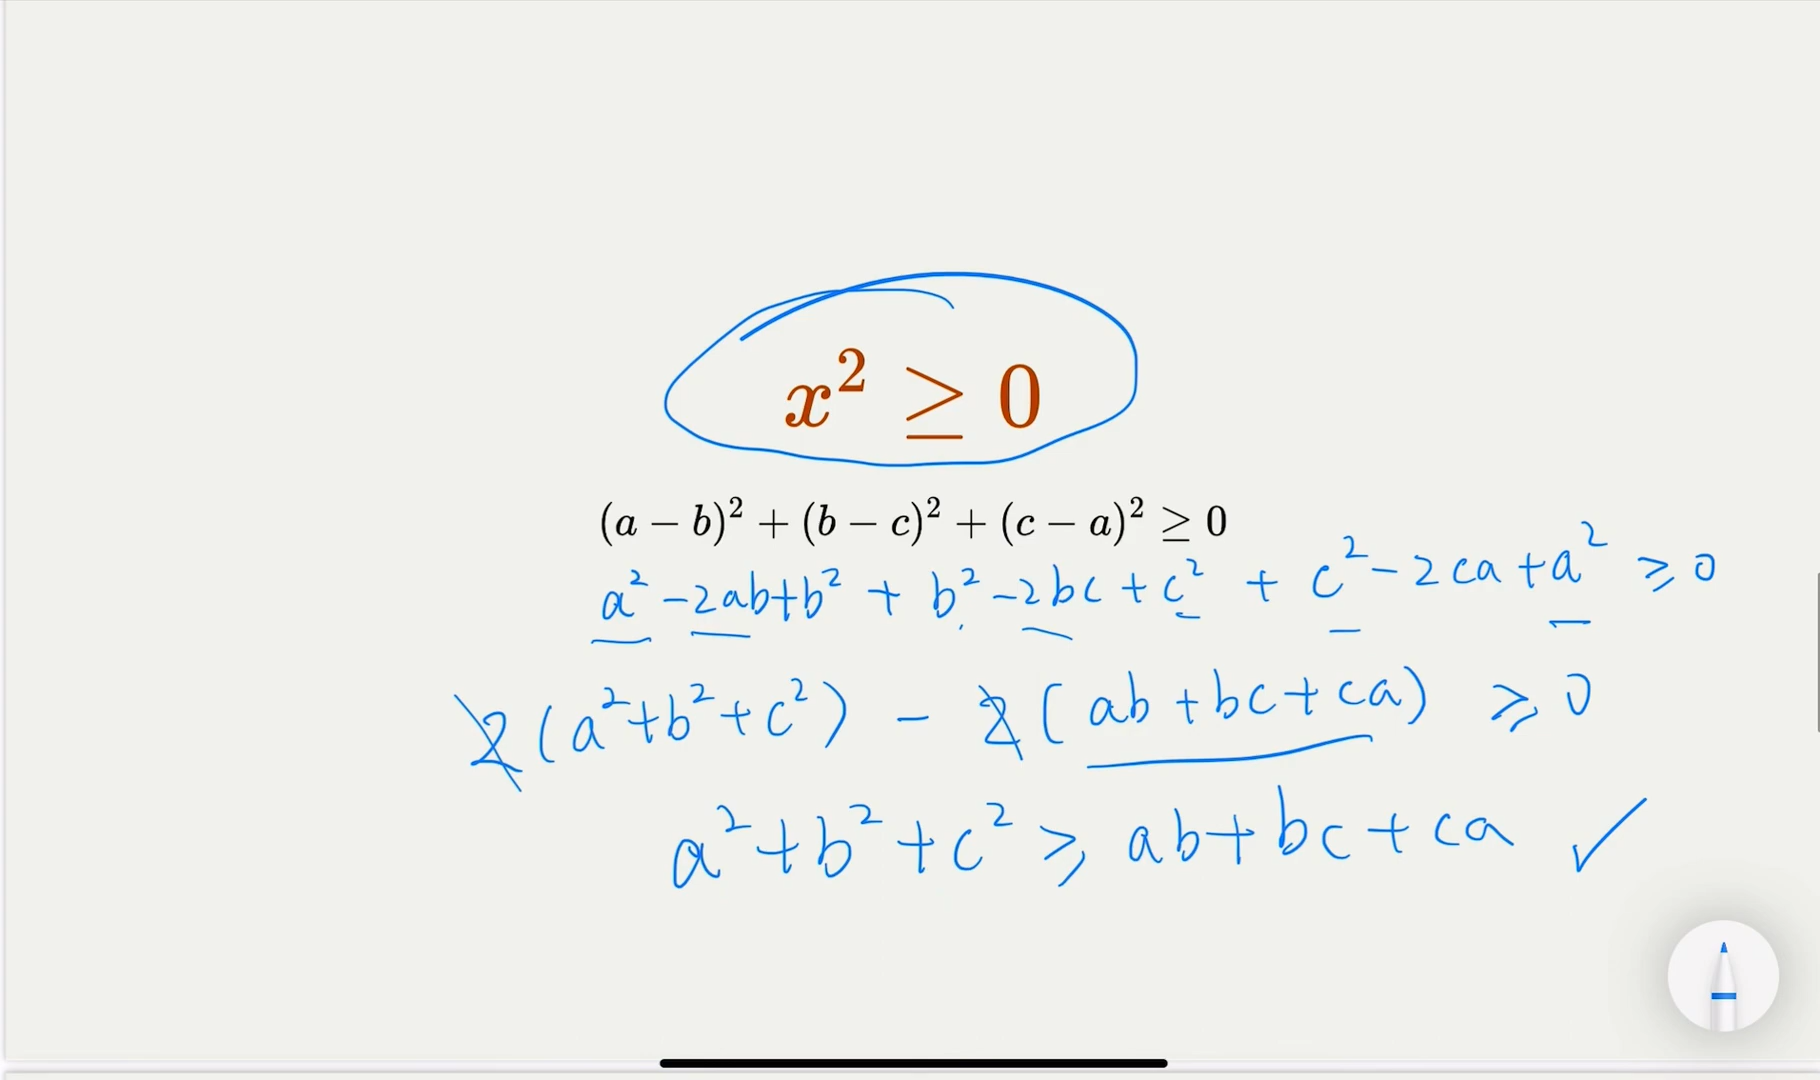 x² ≥ 0
(a − b)² + (b − c)² + (c − a)² ≥ 0
a² − 2ab + b² + b² − 2bc + c² + c² − 2ca + a² ⩾ 0
2(a² + b² + c²) − 2(ab + bc + ca) ⩾ 0
a² + b² + c² ⩾ ab + bc + ca ✓